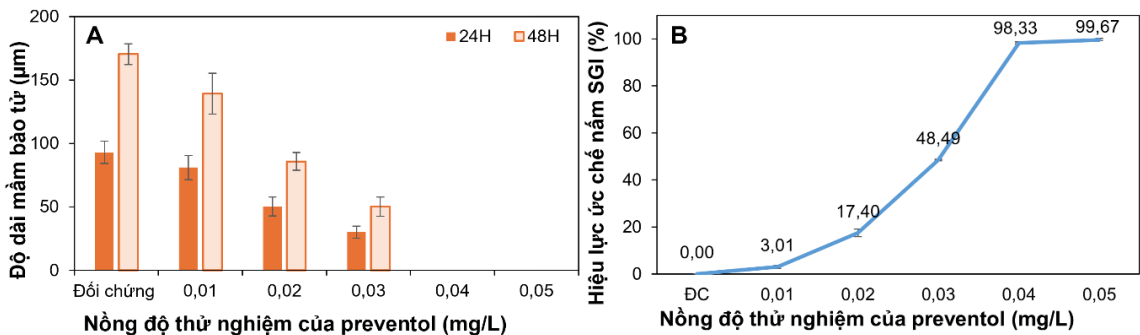 A
24H 48H
Độ dài mầm bào tử (µm)
200
150
100
50
0
Đối chứng 0,01 0,02 0,03 0,04 0,05
Nồng độ thử nghiệm của preventol (mg/L)
B
Hiệu lực ức chế nấm SGI (%)
100
80
60
40
20
0
0,00
3,01
17,40
48,49
98,33
99,67
ĐC 0,01 0,02 0,03 0,04 0,05
Nồng độ thử nghiệm của preventol (mg/L)